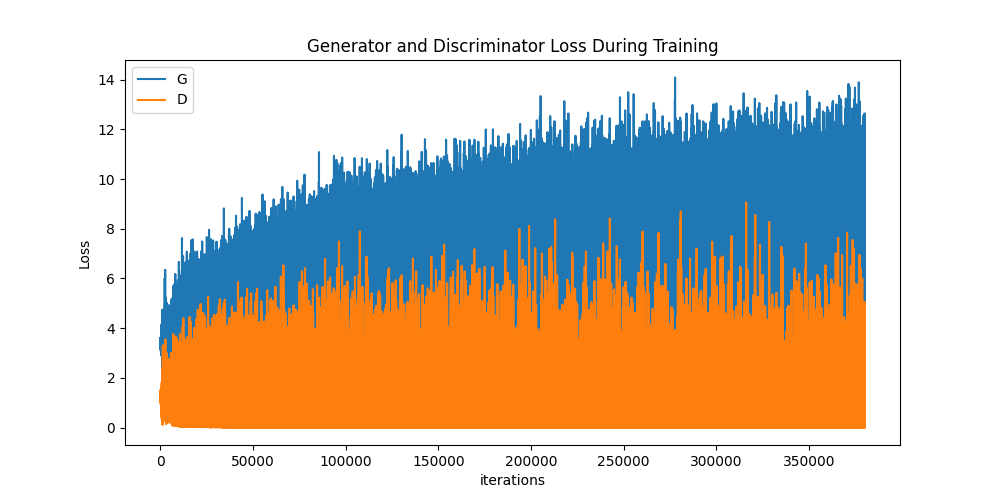 Generator and Discriminator Loss During Training
G
D
14
12
10
8
6
4
2
0
Loss
0 50000 100000 150000 200000 250000 300000 350000
iterations